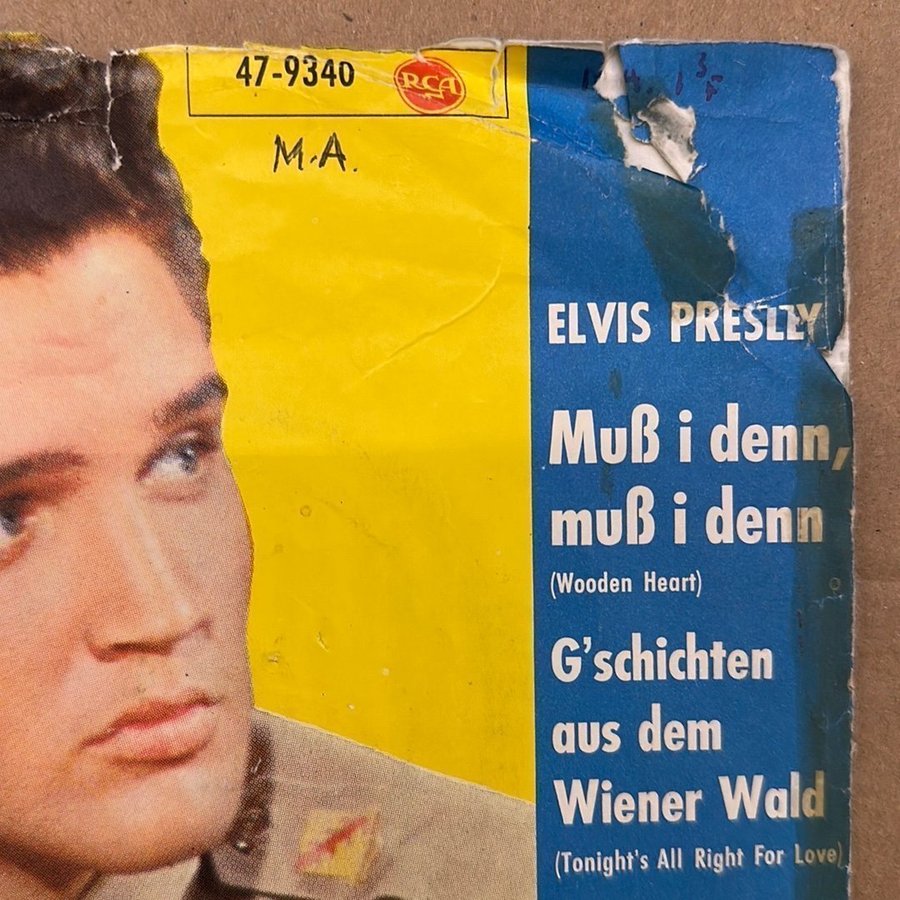 47-9340
RCA
M.A.
ELVIS PRESLEY
Muß i denn,
muß i denn
(Wooden Heart)
G'schichten
aus dem
Wiener Wald
(Tonight's All Right For Love)